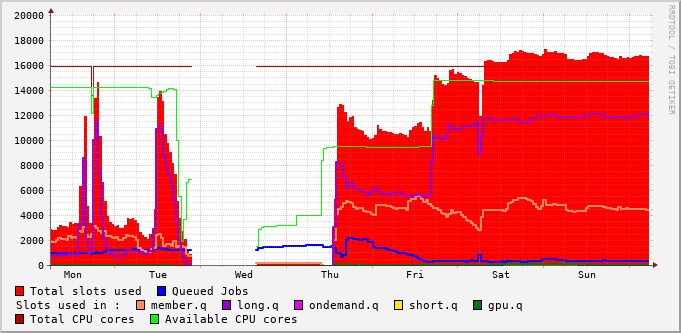 20000
18000
16000
14000
12000
10000
8000
6000
4000
2000
0
Mon Tue Wed Thu Fri Sat Sun
RRDTOOL / TOBI OETIKER
Total slots used Queued Jobs
Slots used in : member.q long.q ondemand.q short.q gpu.q
Total CPU cores Available CPU cores